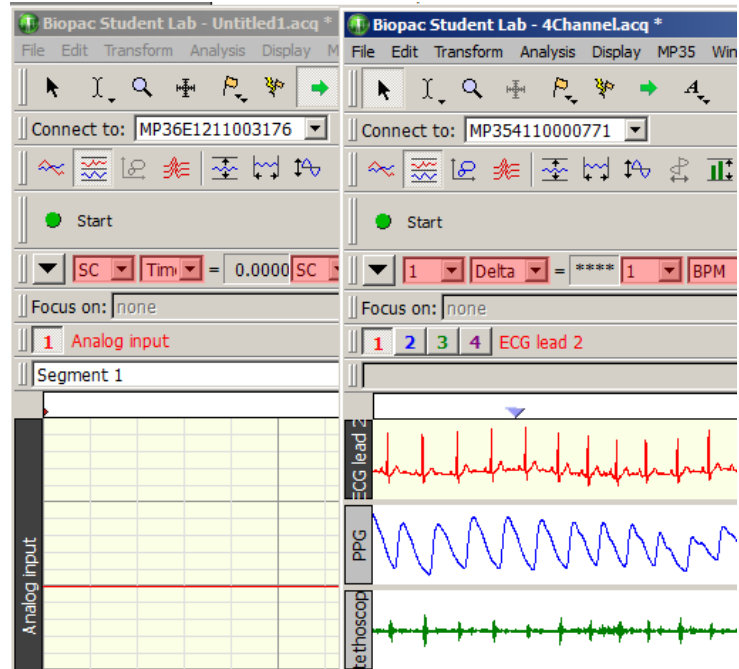 Biopac Student Lab - Untitled1.acq *
File Edit Transform Analysis Display M
Connect to: MP36E1211003176
Start
SC Tim = 0.0000 SC
Focus on: none
1 Analog input
Segment 1
Analog input
Biopac Student Lab - 4Channel.acq *
File Edit Transform Analysis Display MP35 Win
A
Connect to: MP354110000771
Start
1 Delta = **** 1 BPM
Focus on: none
1 2 3 4 ECG lead 2
ECG lead 2
PPG
tethoscop